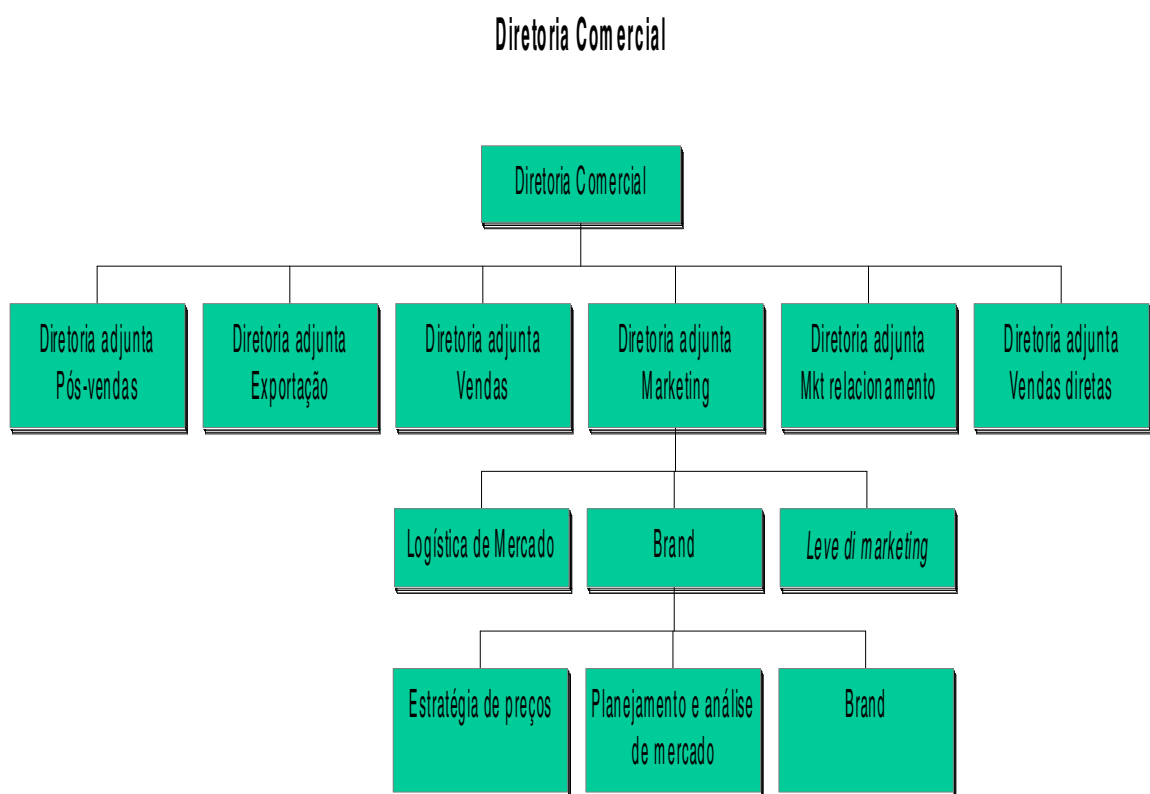 Diretoria Comercial
Diretoria Comercial
Diretoria adjunta
Pós-vendas
Diretoria adjunta
Exportação
Diretoria adjunta
Vendas
Diretoria adjunta
Marketing
Diretoria adjunta
Mkt relacionamento
Diretoria adjunta
Vendas diretas
Logística de Mercado
Brand
Leve di marketing
Estratégia de preços
Planejamento e análise
de mercado
Brand